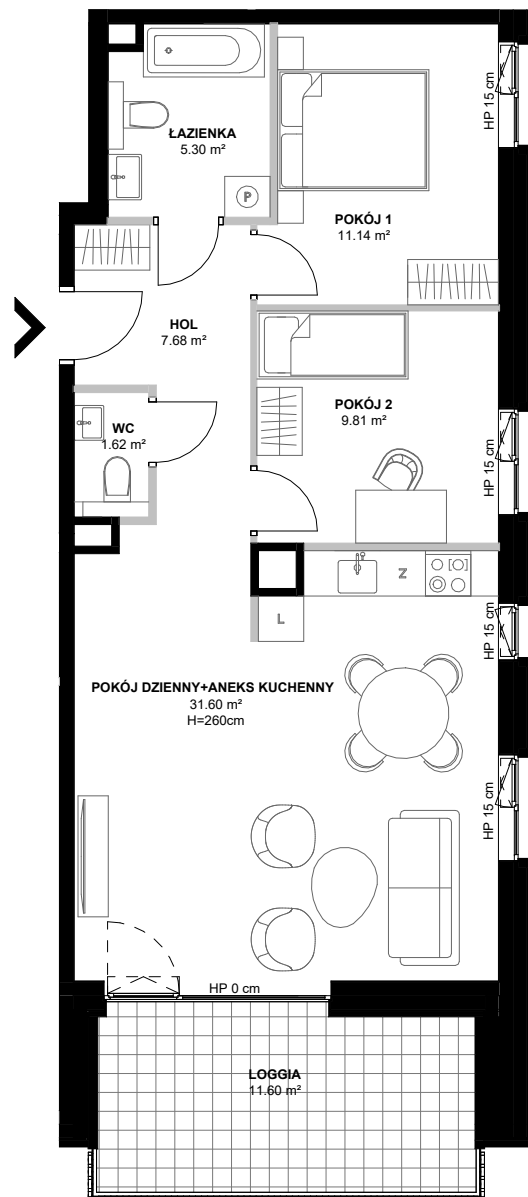 ŁAZIENKA
5.30 m²
P
HP 15 cm
POKÓJ 1
11.14 m²
HOL
7.68 m²
POKÓJ 2
9.81 m²
HP 15 cm
WC
1.62 m²
Z
L
HP 15 cm
POKÓJ DZIENNY+ANEKS KUCHENNY
31.60 m²
H=260cm
HP 15 cm
HP 0 cm
LOGGIA
11.60 m²